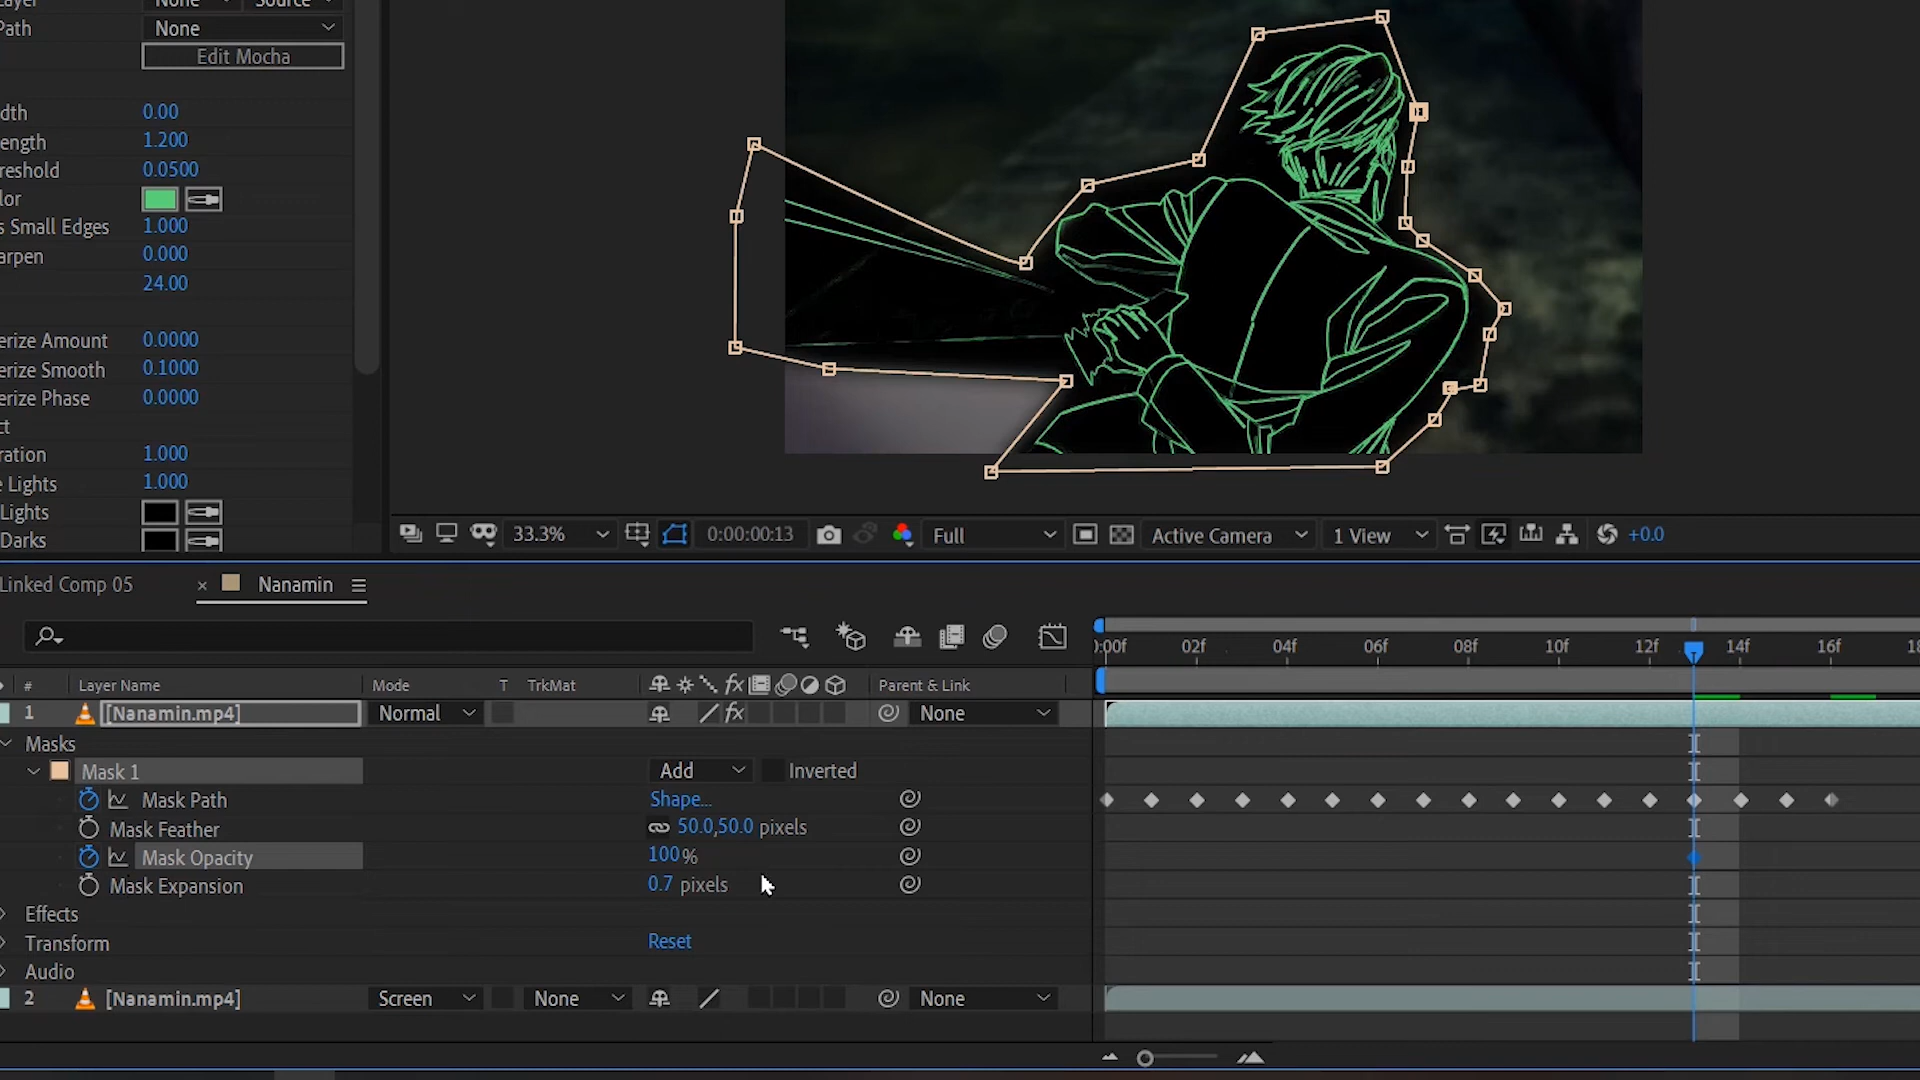 ayer None Source
Path None
Edit Mocha
dth 0.00
ength 1.200
reshold 0.0500
lor
s Small Edges 1.000
arpen 0.000
24.00
erize Amount 0.0000
erize Smooth 0.1000
erize Phase 0.0000
ct
ration 1.000
e Lights 1.000
Lights
Darks
33.3% 0:00:00:13 Full Active Camera 1 View +0.0
Linked Comp 05 × Nanamin
):00f 02f 04f 06f 08f 10f 12f 14f 16f 18
# Layer Name Mode T TrkMat fx Parent & Link
1 [Nanamin.mp4] Normal fx None
Masks
Mask 1 Add Inverted
Mask Path Shape...
Mask Feather 50.0,50.0 pixels
Mask Opacity 100%
Mask Expansion 0.7 pixels
Effects
Transform Reset
Audio
2 [Nanamin.mp4] Screen None None